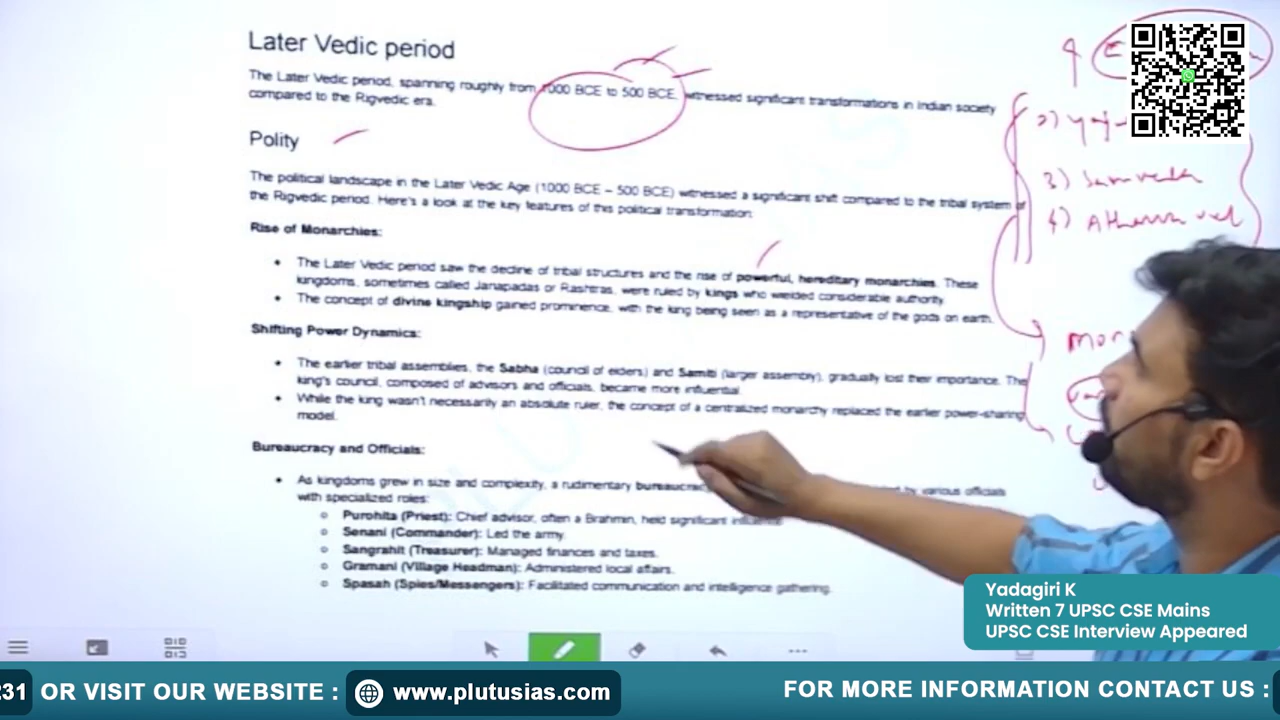 Later Vedic period
The Later Vedic period, spanning roughly from 1000 BCE to 500 BCE, witnessed significant transformations in Indian society
compared to the Rigvedic era.
Polity
The political landscape in the Later Vedic Age (1000 BCE – 500 BCE) witnessed a significant shift compared to the tribal system of
the Rigvedic period. Here's a look at the key features of this political transformation:
Rise of Monarchies:
• The Later Vedic period saw the decline of tribal structures and the rise of powerful, hereditary monarchies. These
kingdoms, sometimes called Janapadas or Rashtras, were ruled by kings who wielded considerable authority.
• The concept of divine kingship gained prominence, with the king being seen as a representative of the gods on earth.
Shifting Power Dynamics:
• The earlier tribal assemblies, the Sabha (council of elders) and Samiti (larger assembly), gradually lost their importance. The
king's council, composed of advisors and officials, became more influential.
• While the king wasn't necessarily an absolute ruler, the concept of a centralized monarchy replaced the earlier power-sharing
model.
Bureaucracy and Officials:
• As kingdoms grew in size and complexity, a rudimentary by various officials
with specialized roles:
○ Purohita (Priest): Chief advisor, often a Brahmin, held significant
○ Senani (Commander): Led the army.
○ Sangrahit (Treasurer): Managed finances and taxes.
○ Gramani (Village Headman): Administered local affairs.
○ Spasah (Spies/Messengers): Facilitated communication and intelligence gathering.
2)
3) Samveda
4)
Yadagiri K
Written 7 UPSC CSE Mains
UPSC CSE Interview Appeared
231 OR VISIT OUR WEBSITE : www.plutusias.com FOR MORE INFORMATION CONTACT US :